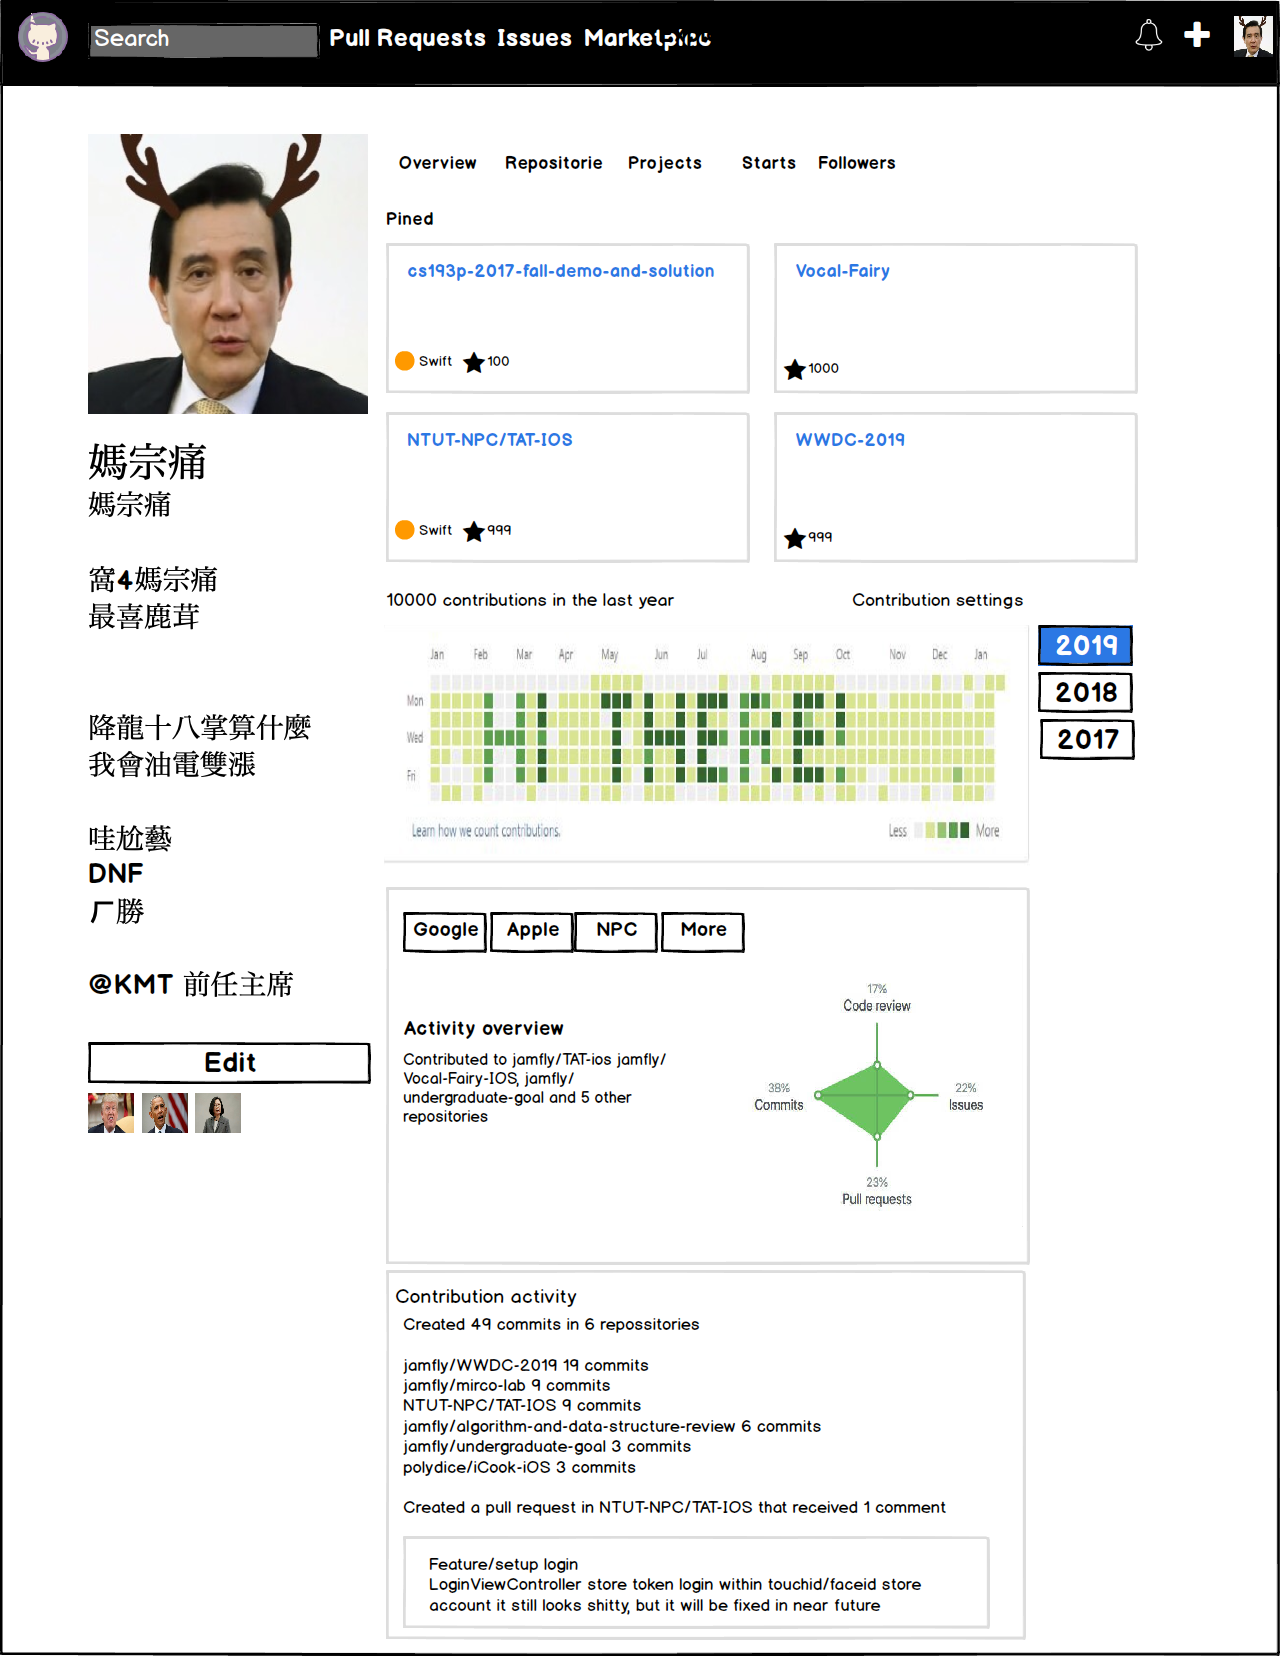 Search
Pull Requests Issues Marketplace
Overview Repositorie Projects Starts Followers
Pined
cs193p-2017-fall-demo-and-solution
Swift 100
Vocal-Fairy
1000
NTUT-NPC/TAT-IOS
Swift 999
WWDC-2019
999
媽宗痛
媽宗痛
窩4媽宗痛
最喜鹿茸
降龍十八掌算什麼
我會油電雙漲
哇尬藝
DNF
厂勝
@KMT 前任主席
Edit
10000 contributions in the last year
Contribution settings
2019
2018
2017
Jan Feb Mar Apr May Jun Jul Aug Sep Oct Nov Dec Jan
Mon
Wed
Fri
HI THERE!
Learn how we count contributions.
Less More
Google Apple NPC More
Activity overview
Contributed to jamfly/TAT-ios jamfly/
Vocal-Fairy-IOS, jamfly/
undergraduate-goal and 5 other
repositories
17%
Code review
38%
Commits
22%
Issues
23%
Pull requests
Contribution activity
Created 49 commits in 6 repossitories
jamfly/WWDC-2019 19 commits
jamfly/mirco-lab 9 commits
NTUT-NPC/TAT-IOS 9 commits
jamfly/algorithm-and-data-structure-review 6 commits
jamfly/undergraduate-goal 3 commits
polydice/iCook-iOS 3 commits
Created a pull request in NTUT-NPC/TAT-IOS that received 1 comment
Feature/setup login
LoginViewController store token login within touchid/faceid store
account it still looks shitty, but it will be fixed in near future